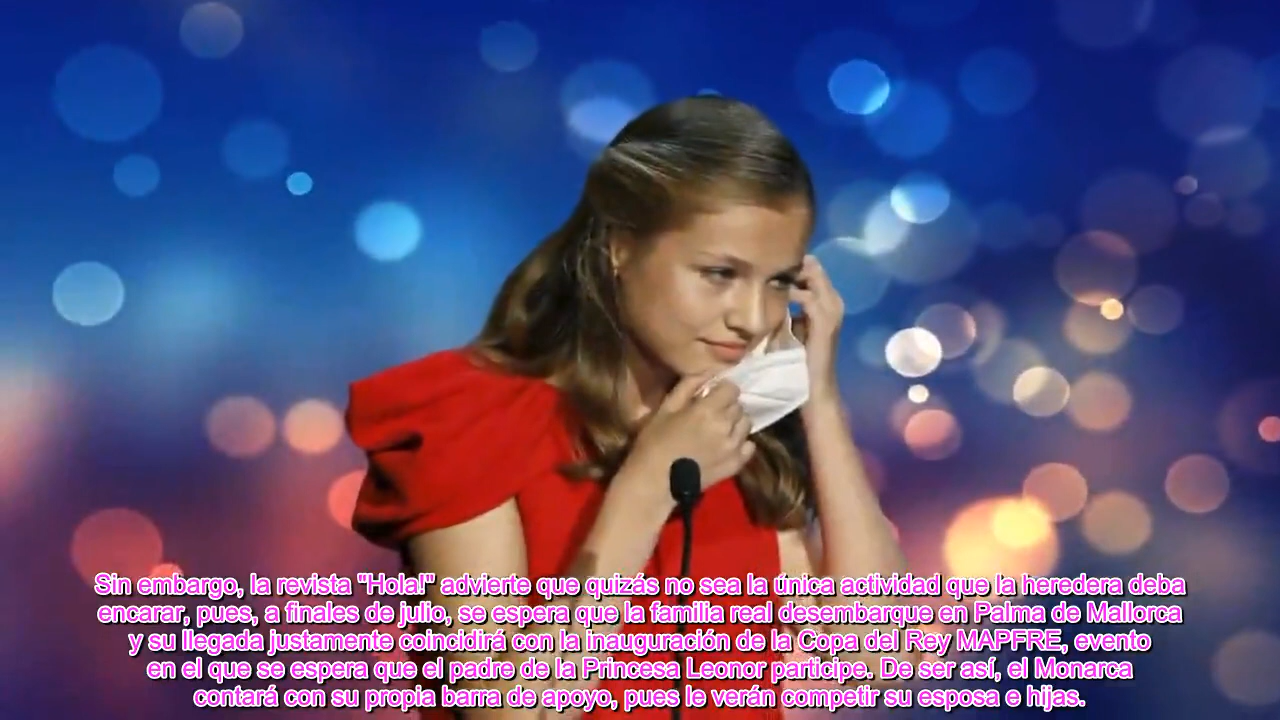 Sin embargo, la revista "Hola!" advierte que quizás no sea la única actividad que la heredera deba
encarar, pues, a finales de julio, se espera que la familia real desembarque en Palma de Mallorca
y su llegada justamente coincidirá con la inauguración de la Copa del Rey MAPFRE, evento
en el que se espera que el padre de la Princesa Leonor participe. De ser así, el Monarca
contará con su propia barra de apoyo, pues le verán competir su esposa e hijas.